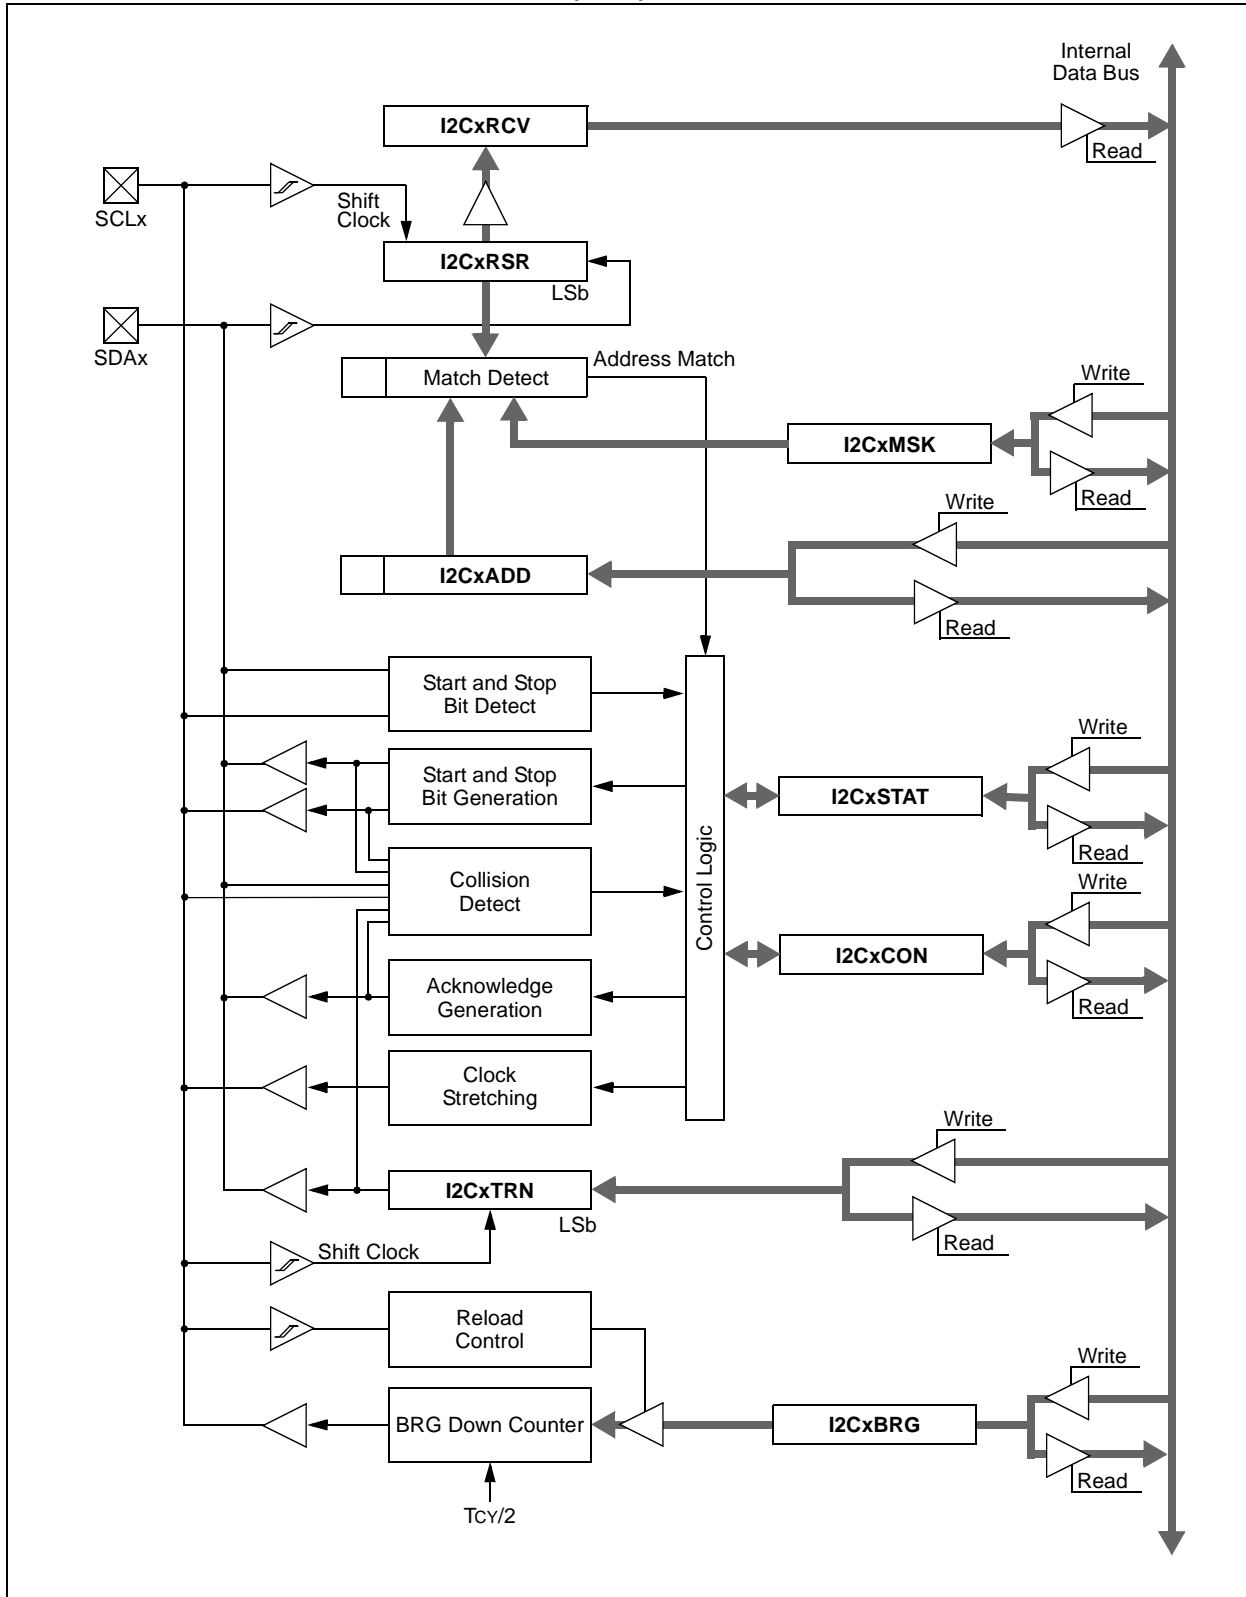 Internal
Data Bus
I2CxRCV
Read
SCLx
Shift
Clock
I2CxRSR
LSb
SDAx
Address Match
Match Detect
Write
I2CxMSK
Read
Write
I2CxADD
Read
Start and Stop
Bit Detect
Write
Start and Stop
Bit Generation
I2CxSTAT
Read
Control Logic
Collision
Detect
Write
I2CxCON
Acknowledge
Generation
Read
Clock
Stretching
Write
I2CxTRN
LSb
Read
Shift Clock
Reload
Control
Write
BRG Down Counter
I2CxBRG
Read
TCY/2